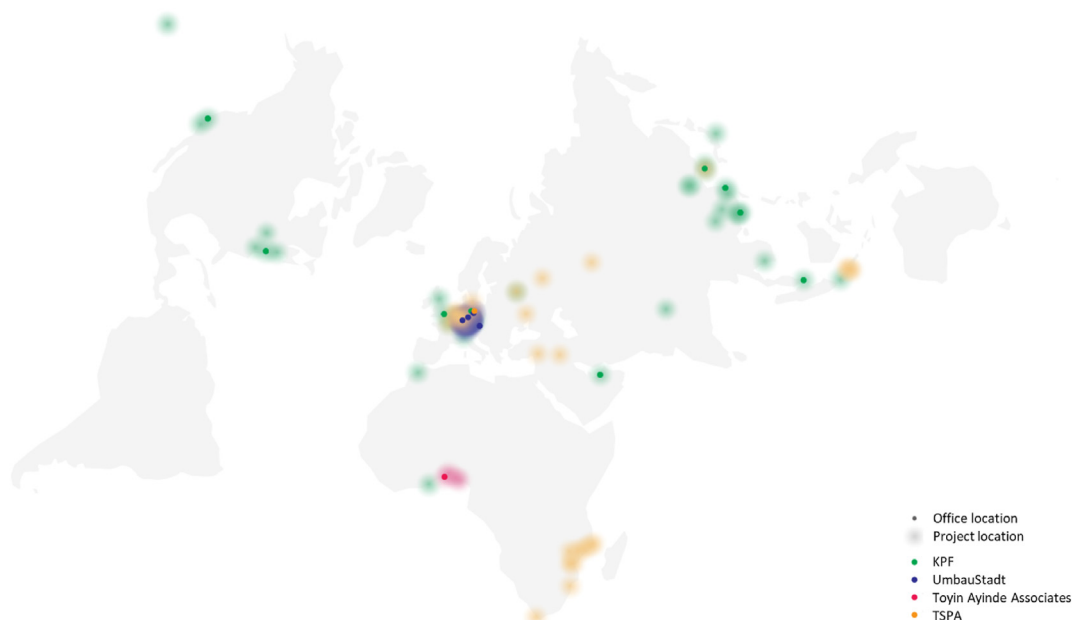 Office location
Project location
KPF
UmbauStadt
Toyin Ayinde Associates
TSPA